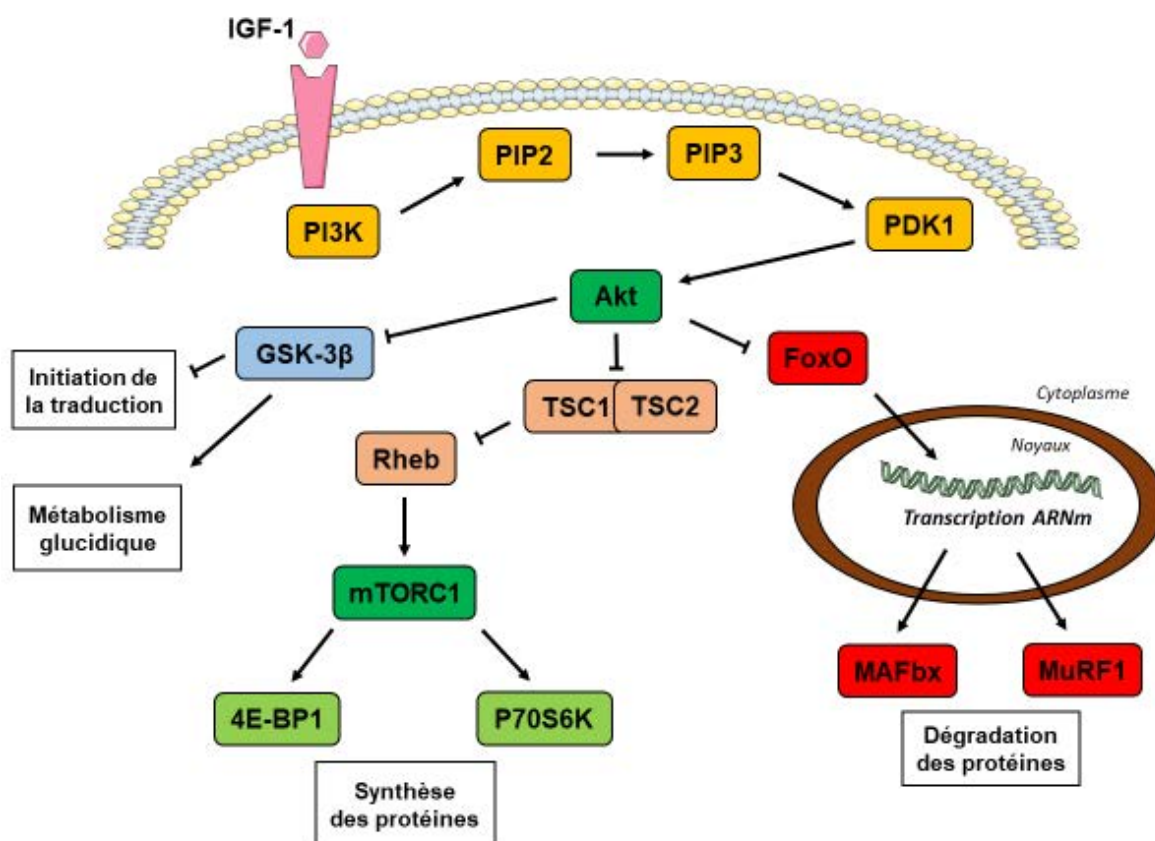 IGF-1
PIP2
PIP3
PI3K
PDK1
Akt
GSK-3β
FoxO
Initiation de
la traduction
TSC1
TSC2
Cytoplasme
Rheb
Noyaux
Métabolisme
glucidique
Transcription ARNm
mTORC1
MAFbx
MuRF1
4E-BP1
P70S6K
Dégradation
des protéines
Synthèse
des protéines